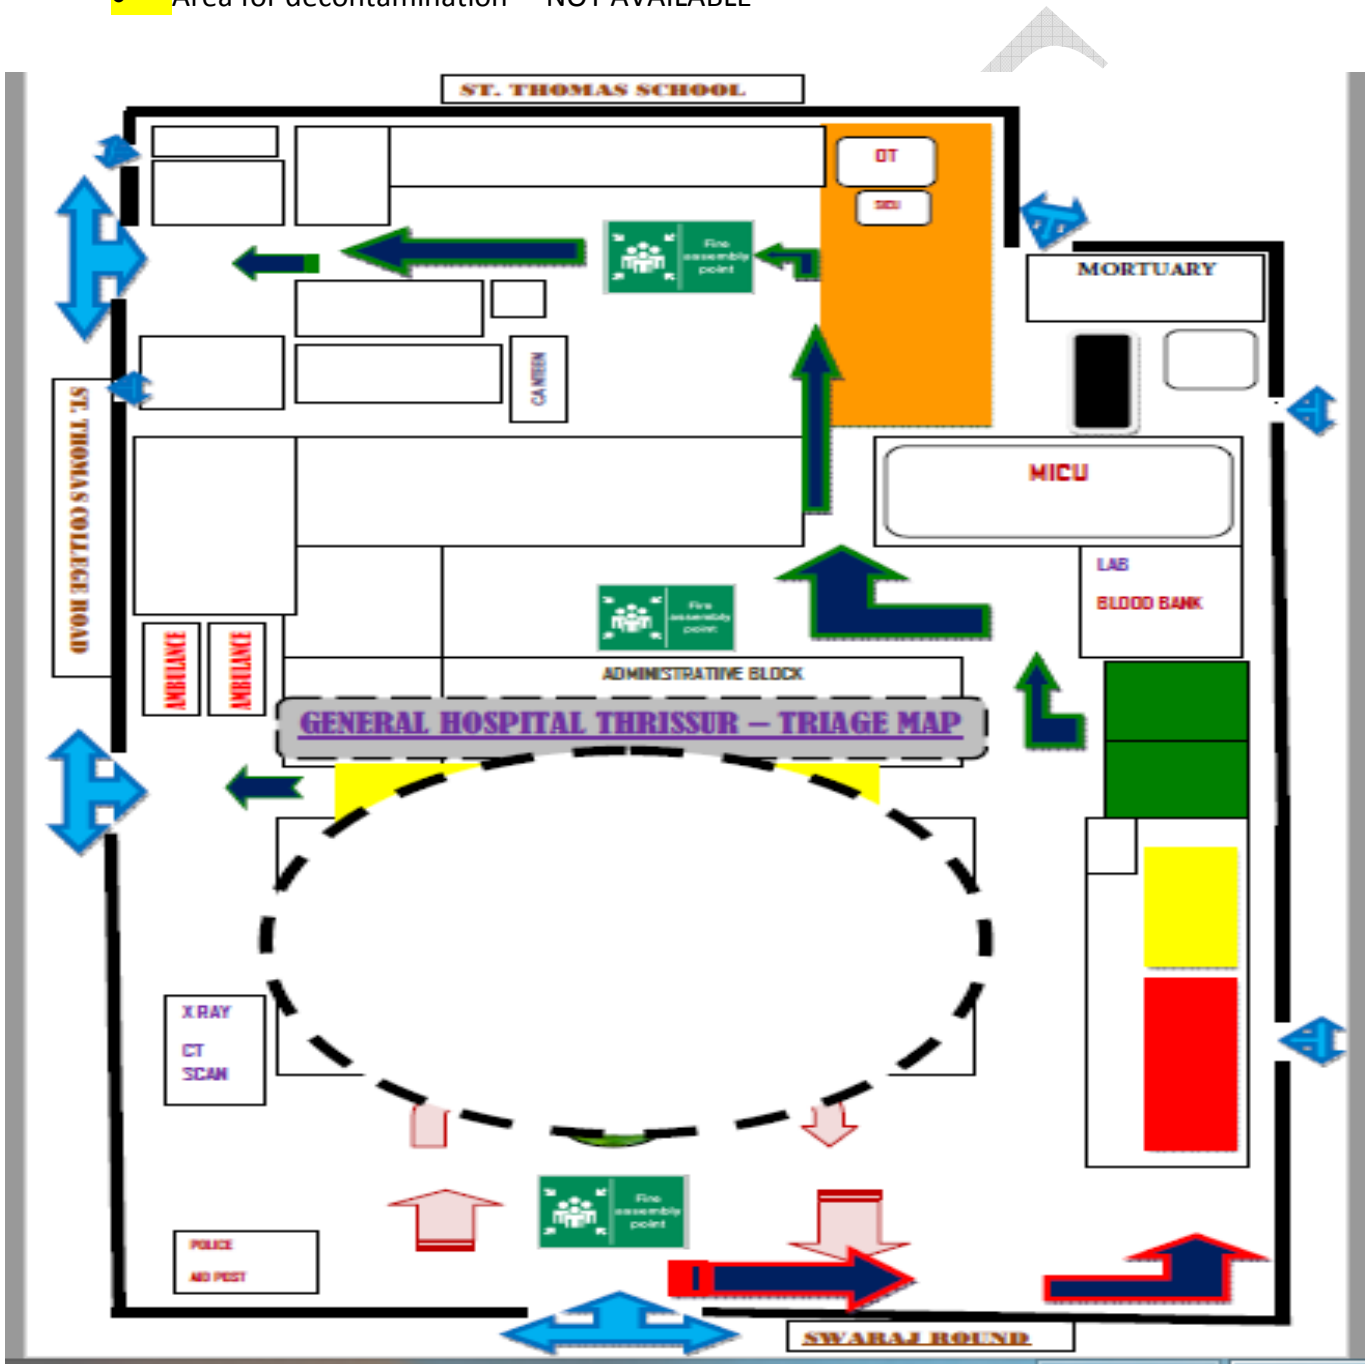 Area for decontamination – NOT AVAILABLE
ST. THOMAS SCHOOL
OT
SICU
Fire
assembly
point
MORTUARY
CANTEEN
ST. THOMAS COLLEGE ROAD
MICU
LAB
BLOOD BANK
Fire
assembly
point
AMBULANCE
AMBULANCE
ADMINISTRATIVE BLOCK
GENERAL HOSPITAL THRISSUR – TRIAGE MAP
X RAY
CT
SCAN
Fire
assembly
point
POLICE
AID POST
SWARAJ ROUND